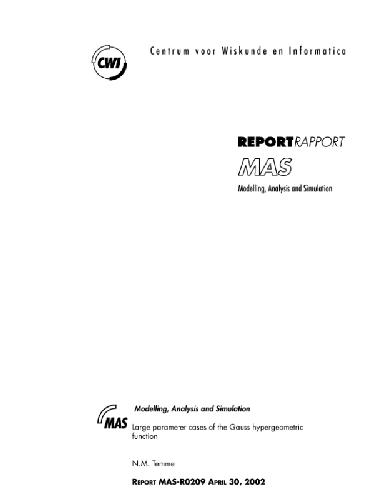 CWI
Centrum voor Wiskunde en Informatica
REPORTRAPPORT
MAS
Modelling, Analysis and Simulation
MAS
Modelling, Analysis and Simulation
Large parameter cases of the Gauss hypergeometric
function
N.M. Temme
REPORT MAS-R0209 APRIL 30, 2002